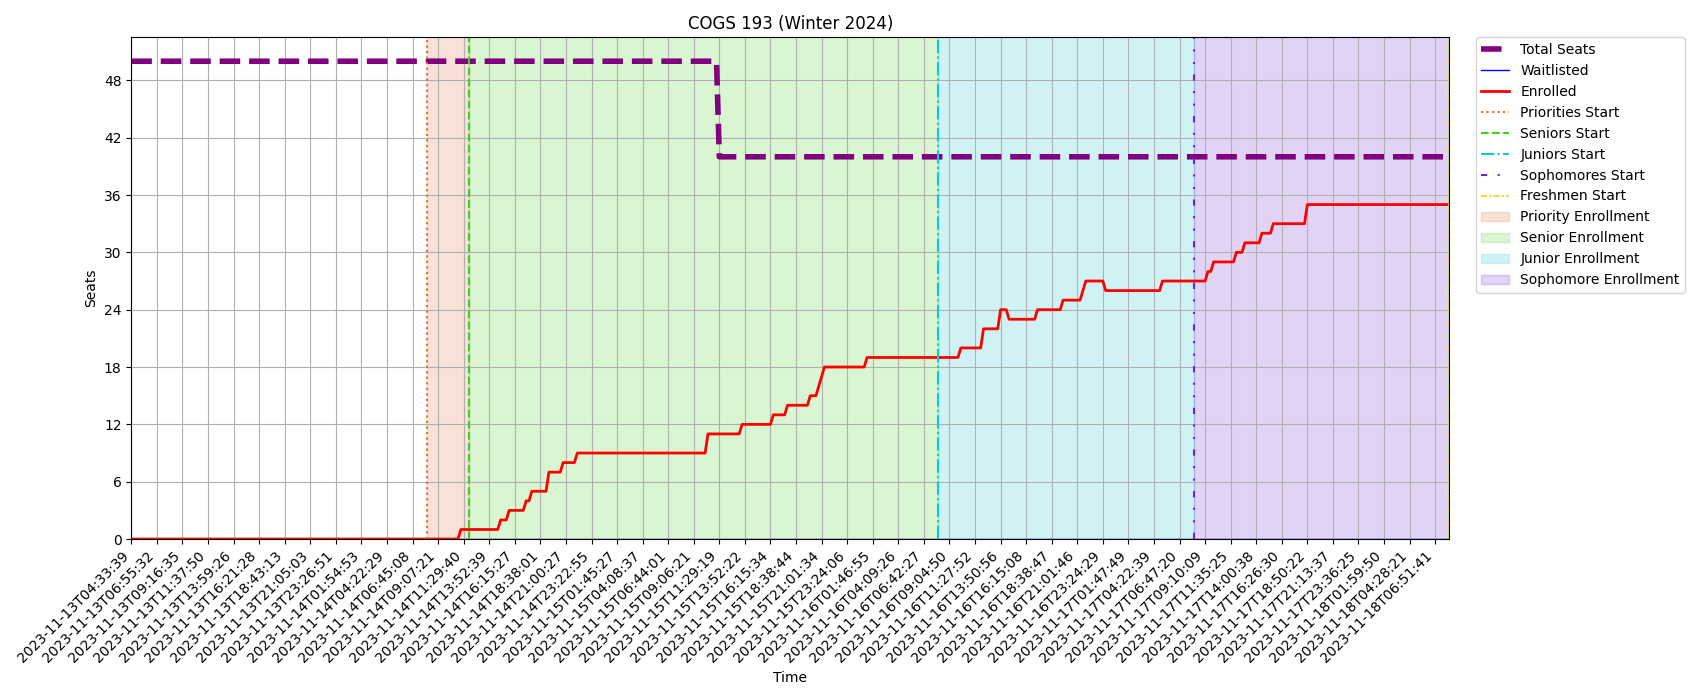 COGS 193 (Winter 2024)
Total Seats
Waitlisted
Enrolled
Priorities Start
Seniors Start
Juniors Start
Sophomores Start
Freshmen Start
Priority Enrollment
Senior Enrollment
Junior Enrollment
Sophomore Enrollment
Seats
48
42
36
30
24
18
12
6
0
2023-11-13T04:33:39
2023-11-13T06:55:32
2023-11-13T09:16:35
2023-11-13T11:37:50
2023-11-13T13:59:26
2023-11-13T16:21:28
2023-11-13T18:43:13
2023-11-13T21:05:03
2023-11-13T23:26:51
2023-11-14T01:54:53
2023-11-14T04:22:29
2023-11-14T06:45:08
2023-11-14T09:07:21
2023-11-14T11:29:40
2023-11-14T13:52:39
2023-11-14T16:15:27
2023-11-14T18:38:01
2023-11-14T21:00:27
2023-11-14T23:22:55
2023-11-15T01:45:27
2023-11-15T04:08:37
2023-11-15T06:44:01
2023-11-15T09:06:21
2023-11-15T11:29:19
2023-11-15T13:52:22
2023-11-15T16:15:34
2023-11-15T18:38:44
2023-11-15T21:01:34
2023-11-15T23:24:06
2023-11-16T01:46:55
2023-11-16T04:09:26
2023-11-16T06:42:27
2023-11-16T09:04:50
2023-11-16T11:27:52
2023-11-16T13:50:56
2023-11-16T16:15:08
2023-11-16T18:38:47
2023-11-16T21:01:46
2023-11-16T23:24:29
2023-11-17T01:47:49
2023-11-17T04:22:39
2023-11-17T06:47:20
2023-11-17T09:10:09
2023-11-17T11:35:25
2023-11-17T14:00:38
2023-11-17T16:26:30
2023-11-17T18:50:22
2023-11-17T21:13:37
2023-11-17T23:36:25
2023-11-18T01:59:50
2023-11-18T04:28:21
2023-11-18T06:51:41
Time